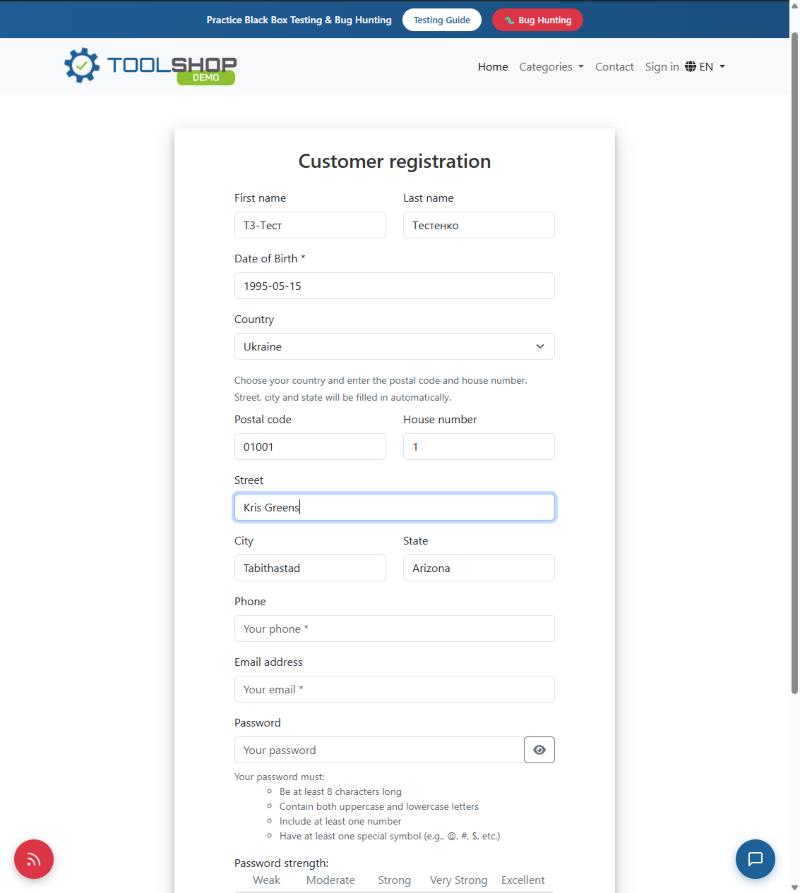 Practice Black Box Testing & Bug Hunting Testing Guide Bug Hunting
TOOLSHOP
DEMO
Home Categories Contact Sign in EN
Customer registration
First name Last name
ТЗ-Тест Тестенко
Date of Birth *
1995-05-15
Country
Ukraine
Choose your country and enter the postal code and house number.
Street, city and state will be filled in automatically.
Postal code House number
01001 1
Street
Kris Greens
City State
Tabithastad Arizona
Phone
Your phone *
Email address
Your email *
Password
Your password
Your password must:
Be at least 8 characters long
Contain both uppercase and lowercase letters
Include at least one number
Have at least one special symbol (e.g., @, #, $, etc.)
Password strength:
Weak Moderate Strong Very Strong Excellent